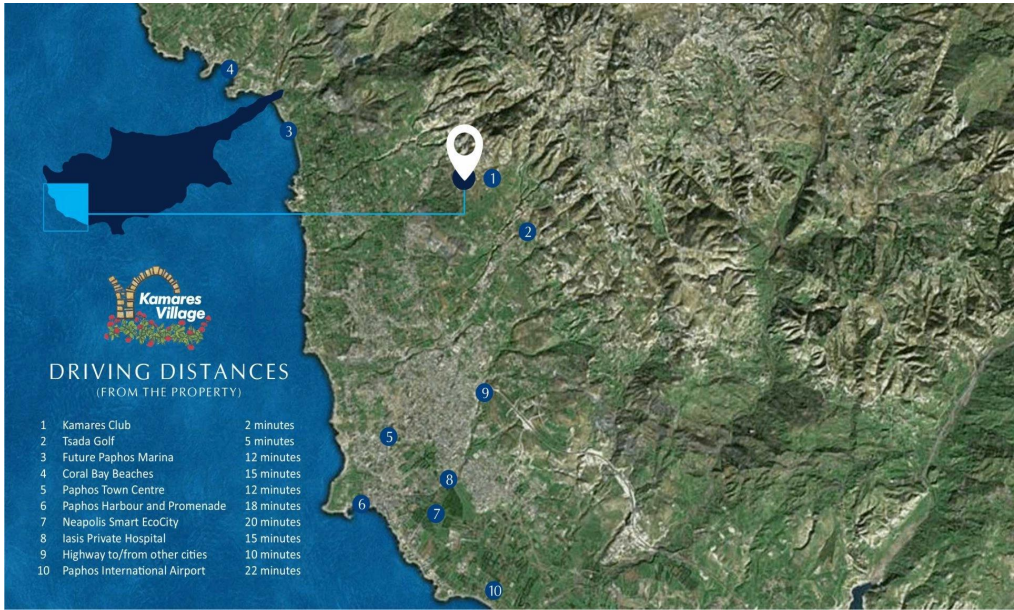 4
3
1
2
Kamares
Village
DRIVING DISTANCES
(FROM THE PROPERTY)
1 Kamares Club 2 minutes
2 Tsada Golf 5 minutes
3 Future Paphos Marina 12 minutes
4 Coral Bay Beaches 15 minutes
5 Paphos Town Centre 12 minutes
6 Paphos Harbour and Promenade 18 minutes
7 Neapolis Smart EcoCity 20 minutes
8 Iasis Private Hospital 15 minutes
9 Highway to/from other cities 10 minutes
10 Paphos International Airport 22 minutes
9
5
8
6
7
10